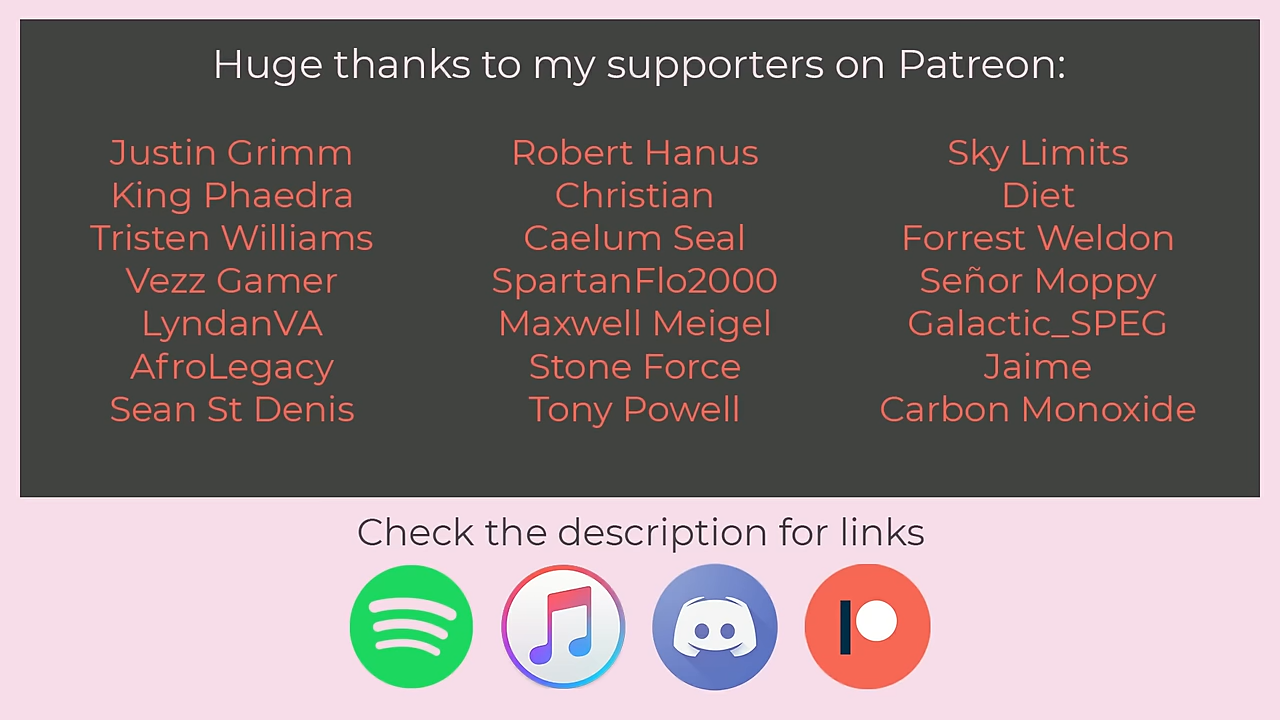 Huge thanks to my supporters on Patreon:
Justin Grimm
King Phaedra
Tristen Williams
Vezz Gamer
LyndanVA
AfroLegacy
Sean St Denis
Robert Hanus
Christian
Caelum Seal
SpartanFlo2000
Maxwell Meigel
Stone Force
Tony Powell
Sky Limits
Diet
Forrest Weldon
Señor Moppy
Galactic_SPEG
Jaime
Carbon Monoxide
Check the description for links